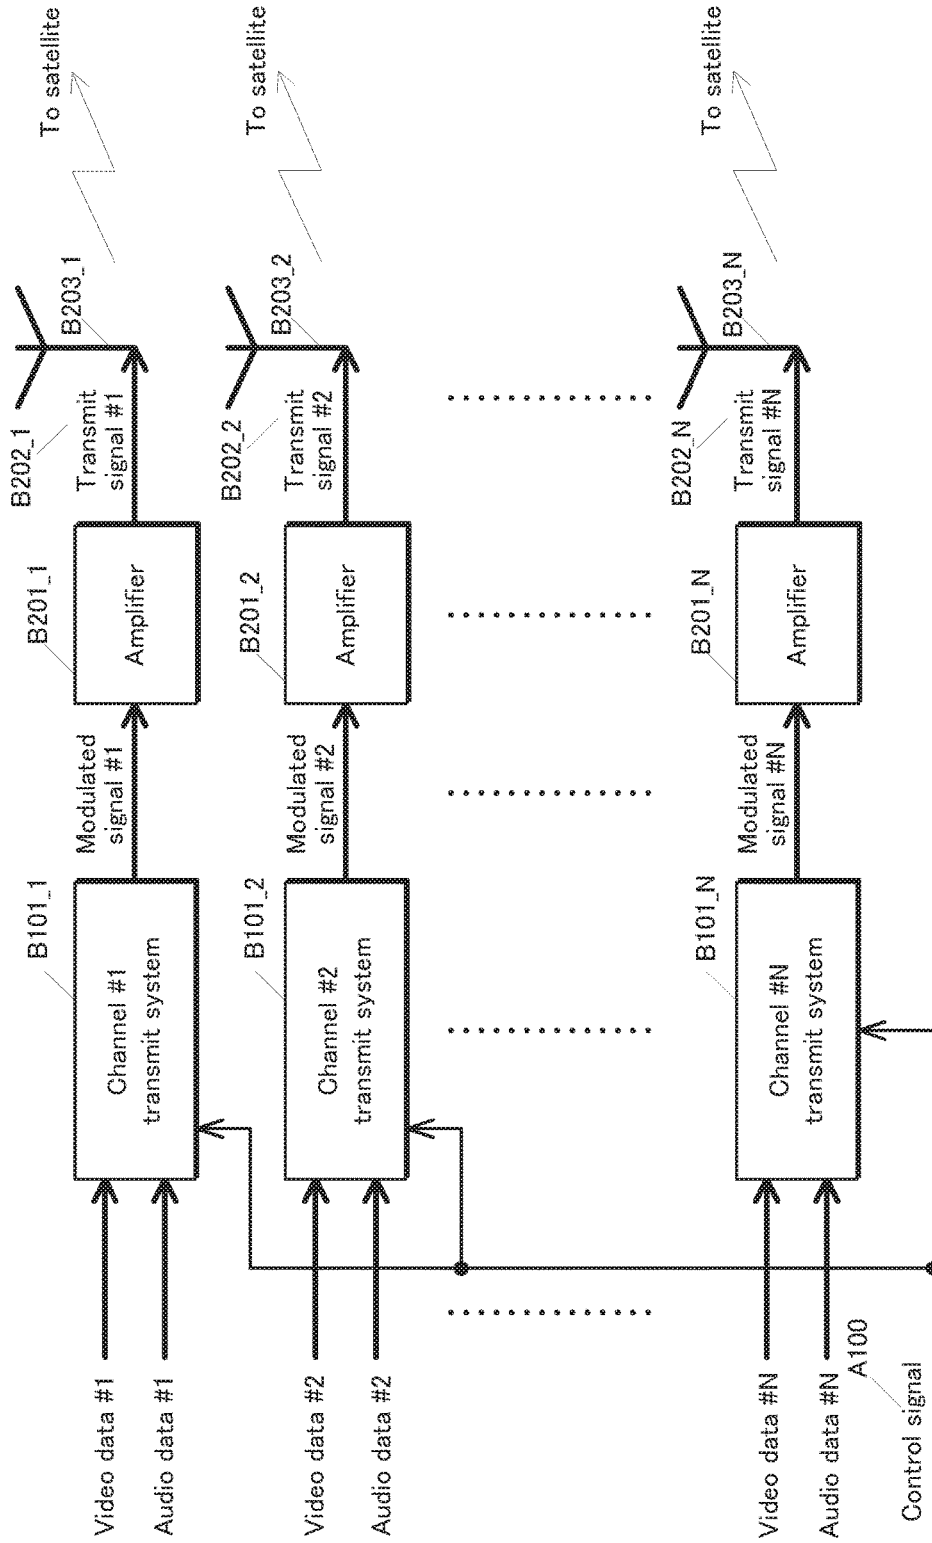 Video data #1
Audio data #1
B101_1
Channel #1
transmit system
Modulated
signal #1
B201_1
Amplifier
B202_1
Transmit
signal #1
B203_1
To satellite
Video data #2
Audio data #2
B101_2
Channel #2
transmit system
Modulated
signal #2
B201_2
Amplifier
B202_2
Transmit
signal #2
B203_2
To satellite
Video data #N
Audio data #N
B101_N
Channel #N
transmit system
Modulated
signal #N
B201_N
Amplifier
B202_N
Transmit
signal #N
B203_N
To satellite
A100
Control signal